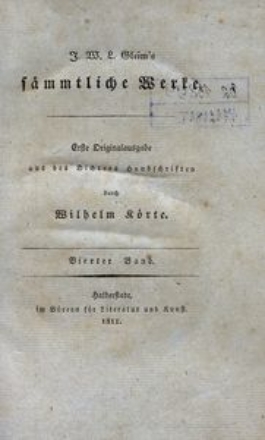 J. W. L. Gleim's
sämmtliche Werke.
Erste Originalausgabe
aus des Dichters Handschriften
durch
Wilhelm Körte.
Vierter Band.
Halberstadt,
im Büreau für Literatur und Kunst.
1811.